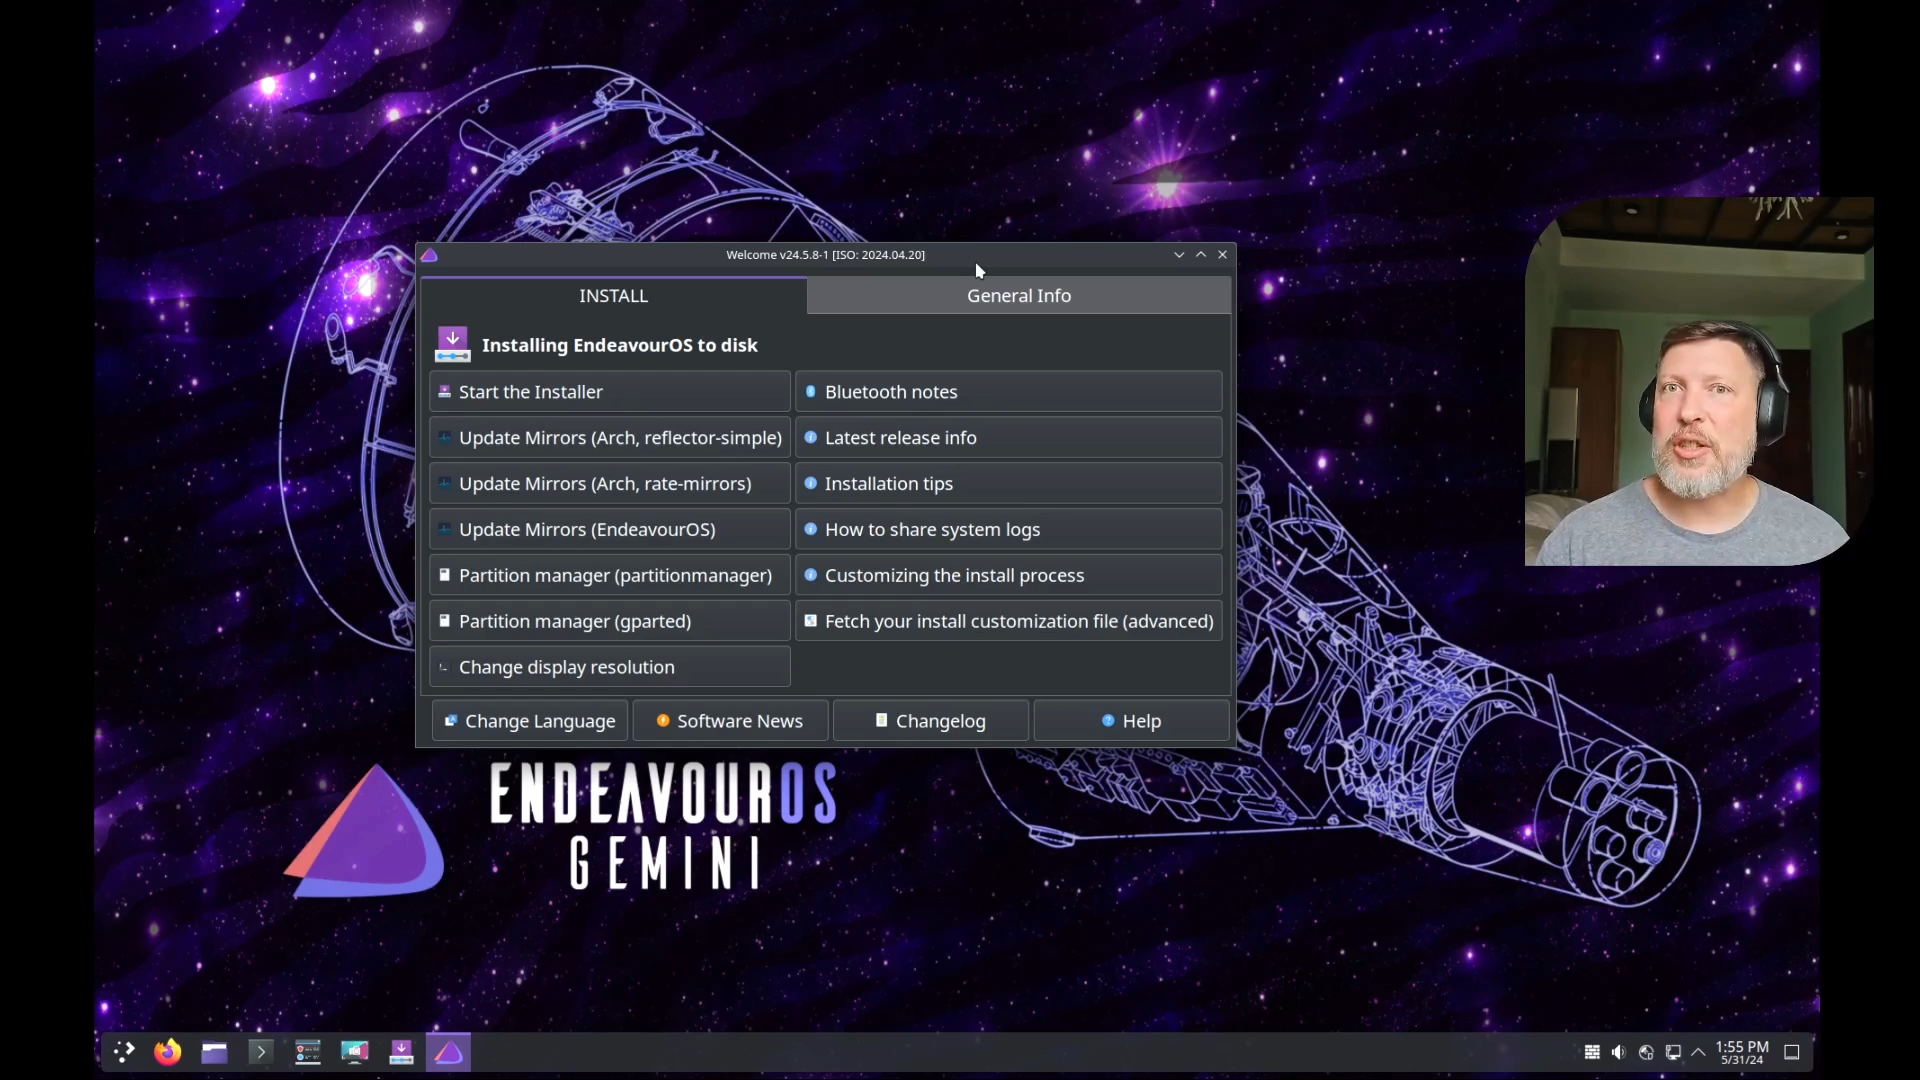 Welcome v24.5.8-1 [ISO: 2024.04.20]
INSTALL
General Info
Installing EndeavourOS to disk
Start the Installer
Bluetooth notes
Update Mirrors (Arch, reflector-simple)
Latest release info
Update Mirrors (Arch, rate-mirrors)
Installation tips
Update Mirrors (EndeavourOS)
How to share system logs
Partition manager (partitionmanager)
Customizing the install process
Partition manager (gparted)
Fetch your install customization file (advanced)
Change display resolution
Change Language
Software News
Changelog
Help
ENDEAVOUROS
GEMINI
1:55 PM
5/31/24